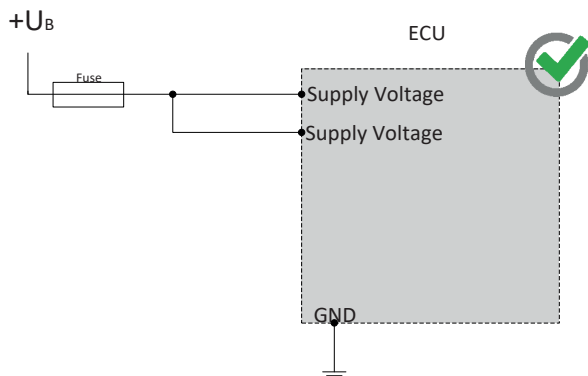 +UB
ECU
Fuse
Supply Voltage
Supply Voltage
GND